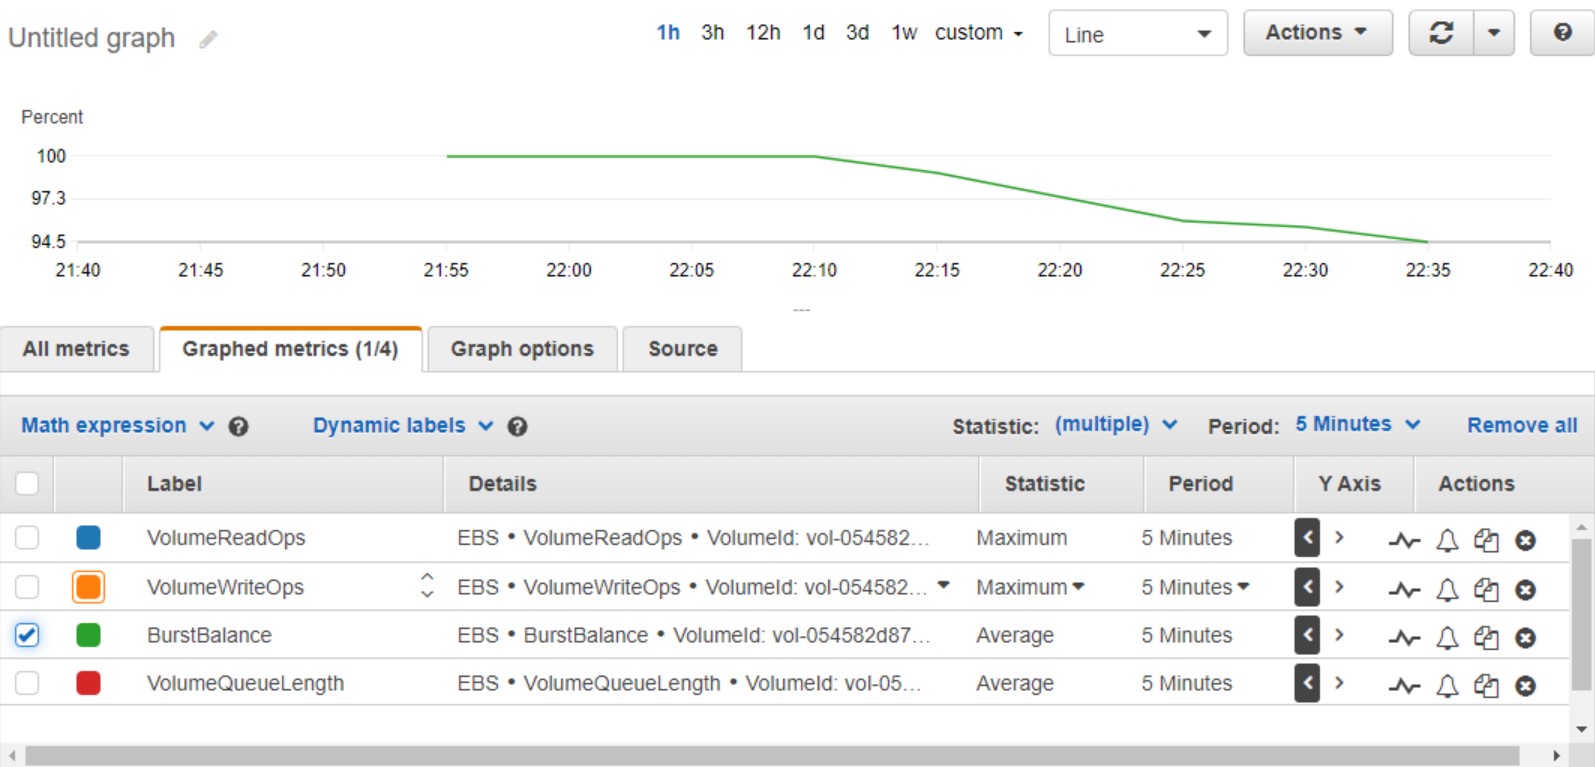 Untitled graph
1h 3h 12h 1d 3d 1w custom Line Actions
Percent
100
97.3
94.5
21:40 21:45 21:50 21:55 22:00 22:05 22:10 22:15 22:20 22:25 22:30 22:35 22:40
---
All metrics Graphed metrics (1/4) Graph options Source
Math expression Dynamic labels Statistic: (multiple) Period: 5 Minutes Remove all
Label Details Statistic Period Y Axis Actions
VolumeReadOps EBS • VolumeReadOps • VolumeId: vol-054582... Maximum 5 Minutes
VolumeWriteOps EBS • VolumeWriteOps • VolumeId: vol-054582... Maximum 5 Minutes
BurstBalance EBS • BurstBalance • VolumeId: vol-054582d87... Average 5 Minutes
VolumeQueueLength EBS • VolumeQueueLength • VolumeId: vol-05... Average 5 Minutes